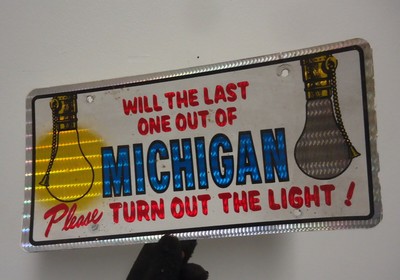 WILL THE LAST
ONE OUT OF
MICHIGAN
Please TURN OUT THE LIGHT !